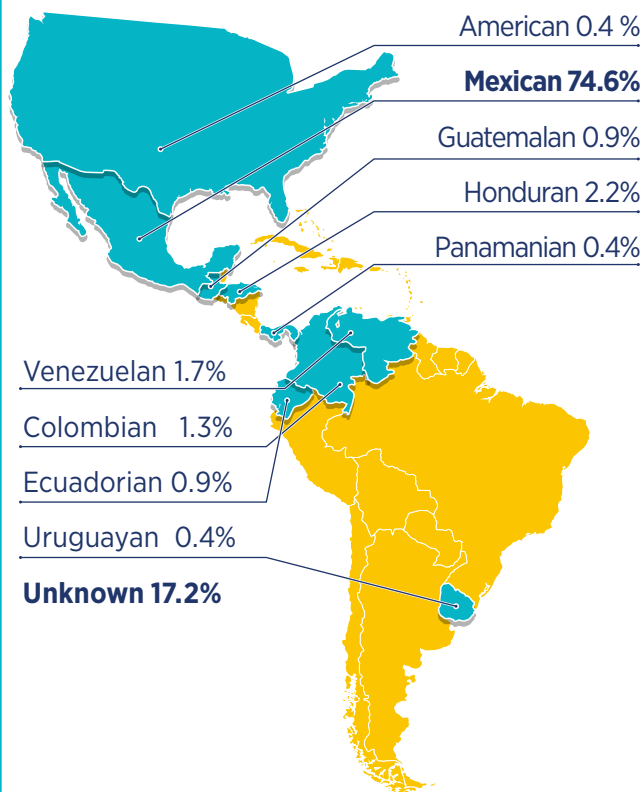 American 0.4 %
Mexican 74.6%
Guatemalan 0.9%
Honduran 2.2%
Panamanian 0.4%
Venezuelan 1.7%
Colombian 1.3%
Ecuadorian 0.9%
Uruguayan 0.4%
Unknown 17.2%